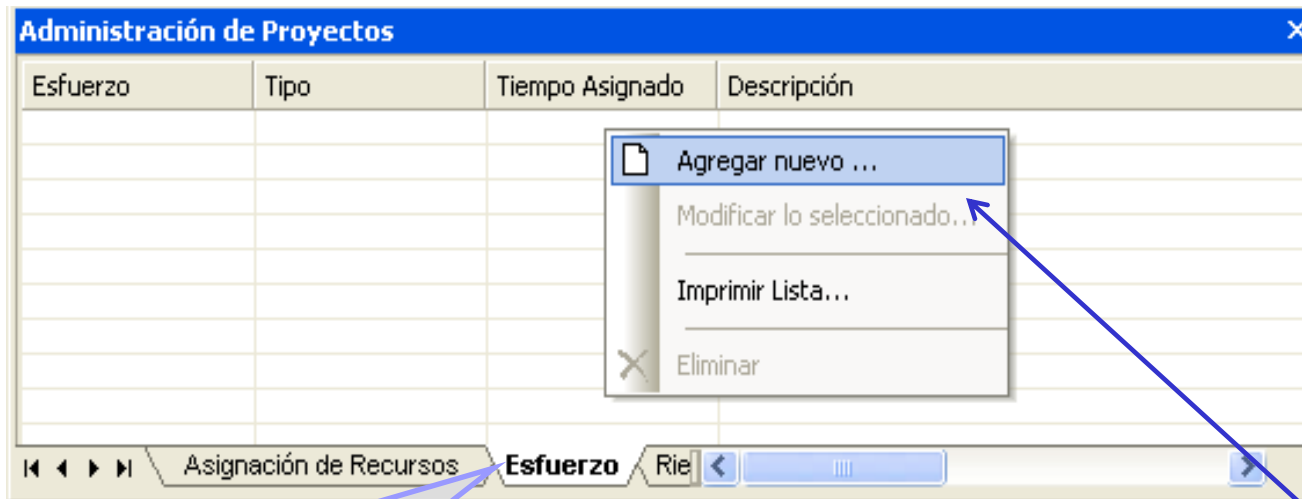 Administración de Proyectos
Esfuerzo Tipo Tiempo Asignado Descripción
Agregar nuevo ...
Modificar lo seleccionado...
Imprimir Lista...
Eliminar
Asignación de Recursos Esfuerzo Rie